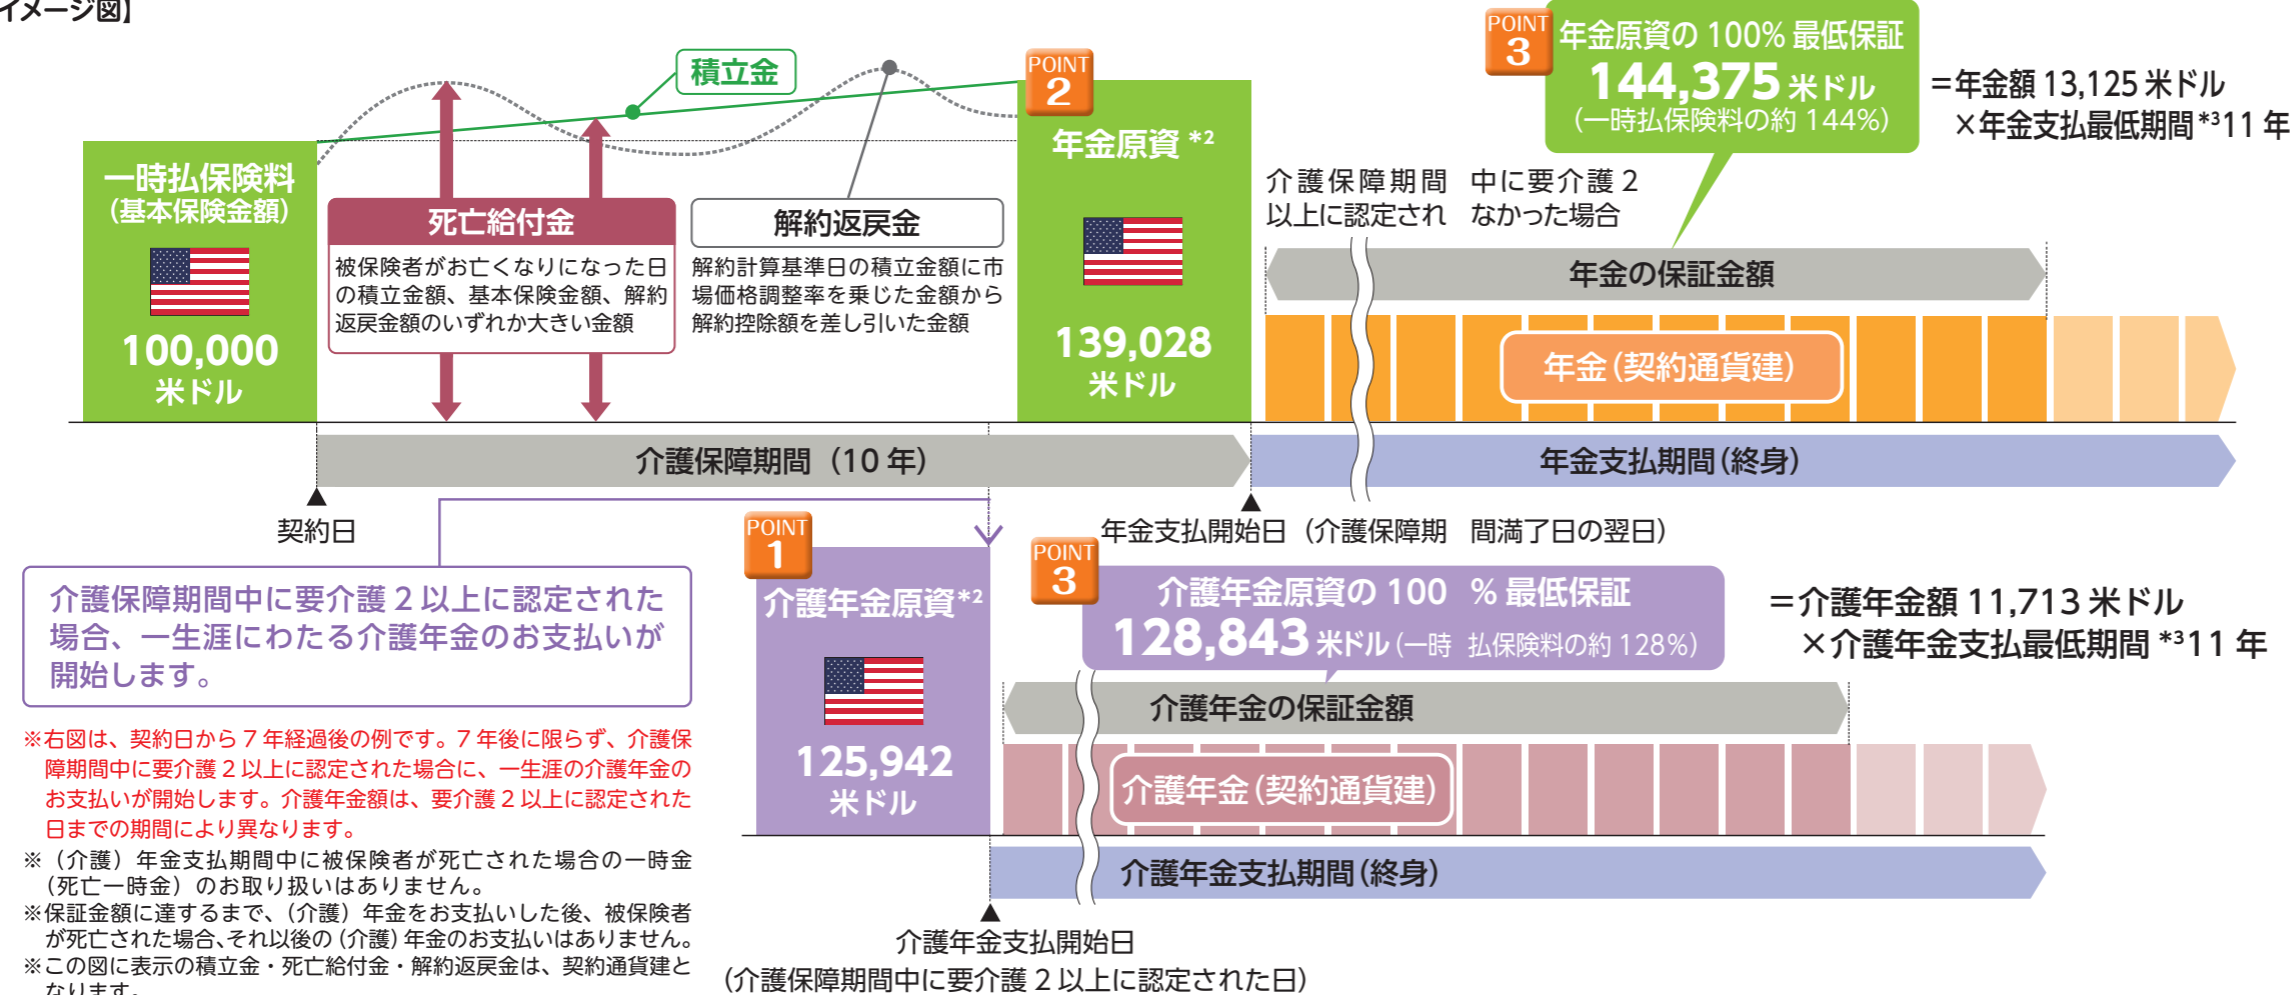 イメージ図】
POINT
3
年金原資の 100% 最低保証
144,375 米ドル
(一時払保険料の約 144%)
=年金額 13,125 米ドル
×年金支払最低期間*3 11 年
積立金
POINT
2
年金原資 *2
139,028
米ドル
一時払保険料
(基本保険金額)
100,000
米ドル
死亡給付金
被保険者がお亡くなりになった日
の積立金額、基本保険金額、解約
返戻金額のいずれか大きい金額
解約返戻金
解約計算基準日の積立金額に市
場価格調整率を乗じた金額から
解約控除額を差し引いた金額
介護保障期間 中に要介護 2
以上に認定され なかった場合
年金の保証金額
年金(契約通貨建)
介護保障期間(10 年)
年金支払期間(終身)
契約日
年金支払開始日(介護保障期 間満了日の翌日)
介護保障期間中に要介護 2 以上に認定された
場合、一生涯にわたる介護年金のお支払いが
開始します。
POINT
1
介護年金原資*2
125,942
米ドル
POINT
3
介護年金原資の 100 % 最低保証
128,843 米ドル(一時 払保険料の約 128%)
=介護年金額 11,713 米ドル
×介護年金支払最低期間 *3 11 年
介護年金の保証金額
介護年金(契約通貨建)
介護年金支払期間(終身)
介護年金支払開始日
(介護保障期間中に要介護 2 以上に認定された日)
※右図は、契約日から 7 年経過後の例です。7 年後に限らず、介護保
障期間中に要介護 2 以上に認定された場合に、一生涯の介護年金の
お支払いが開始します。介護年金額は、要介護 2 以上に認定された
日までの期間により異なります。
※(介護)年金支払期間中に被保険者が死亡された場合の一時金
(死亡一時金)のお取り扱いはありません。
※保証金額に達するまで、(介護)年金をお支払いした後、被保険者
が死亡された場合、それ以後の(介護)年金のお支払いはありません。
※この図に表示の積立金・死亡給付金・解約返戻金は、契約通貨建と
なります。